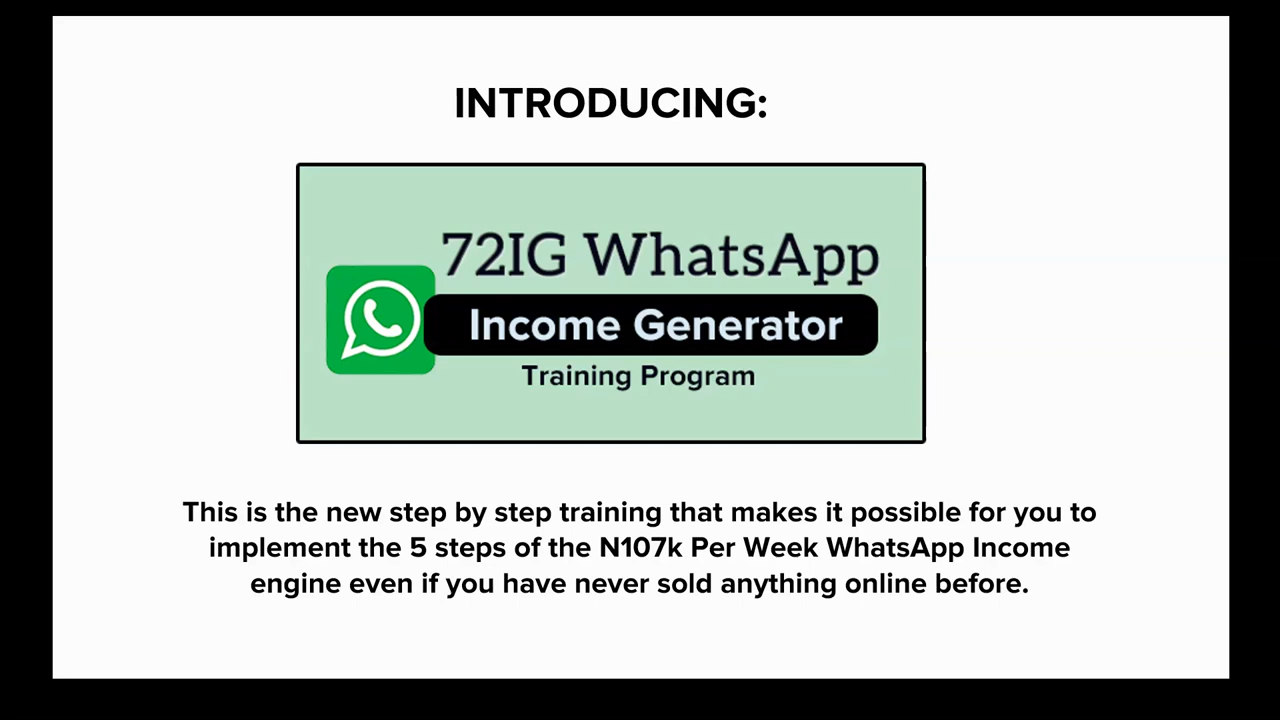 INTRODUCING:
72IG WhatsApp
Income Generator
Training Program
This is the new step by step training that makes it possible for you to
implement the 5 steps of the N107k Per Week WhatsApp Income
engine even if you have never sold anything online before.